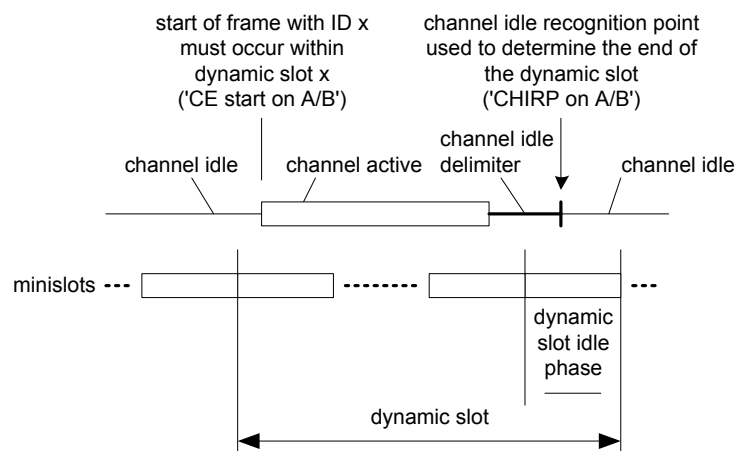 start of frame with ID x
must occur within
dynamic slot x
('CE start on A/B')
channel idle recognition point
used to determine the end of
the dynamic slot
('CHIRP on A/B')
channel idle
channel active
channel idle
delimiter
channel idle
minislots
dynamic
slot idle
phase
dynamic slot